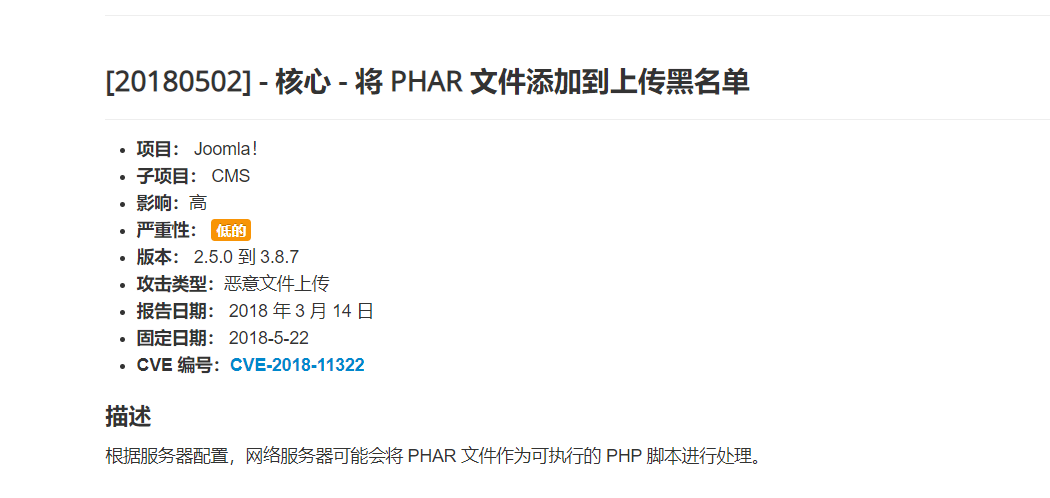 [20180502] - 核心 - 将 PHAR 文件添加到上传黑名单
项目： Joomla！
子项目： CMS
影响：高
严重性： 低的
版本： 2.5.0 到 3.8.7
攻击类型：恶意文件上传
报告日期： 2018 年 3 月 14 日
固定日期： 2018-5-22
CVE 编号：CVE-2018-11322
描述
根据服务器配置，网络服务器可能会将 PHAR 文件作为可执行的 PHP 脚本进行处理。